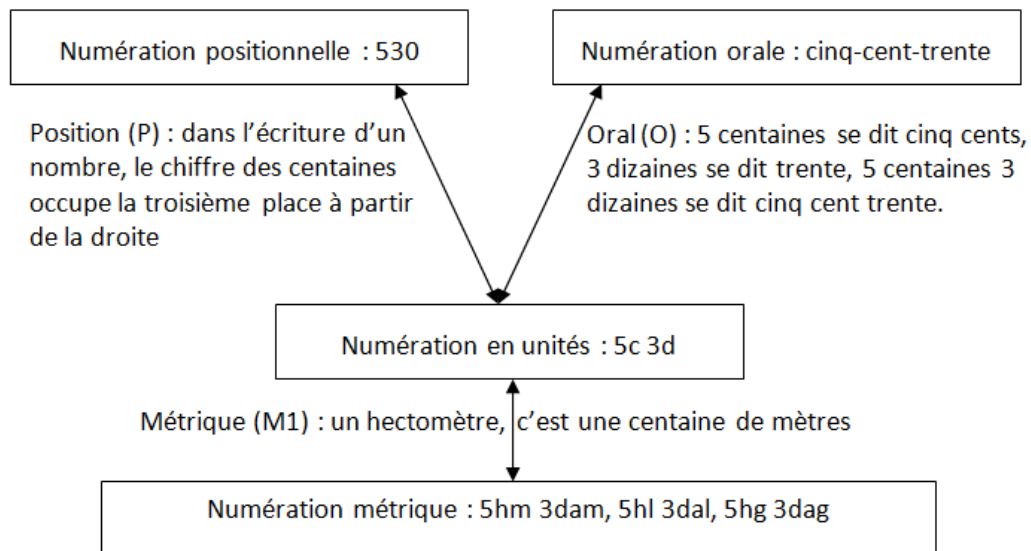 Numération positionnelle : 530
Numération orale : cinq-cent-trente
Position (P) : dans l’écriture d’un
nombre, le chiffre des centaines
occupe la troisième place à partir
de la droite
Oral (O) : 5 centaines se dit cinq cents,
3 dizaines se dit trente, 5 centaines 3
dizaines se dit cinq cent trente.
Numération en unités : 5c 3d
Métrique (M1) : un hectomètre, c’est une centaine de mètres
Numération métrique : 5hm 3dam, 5hl 3dal, 5hg 3dag